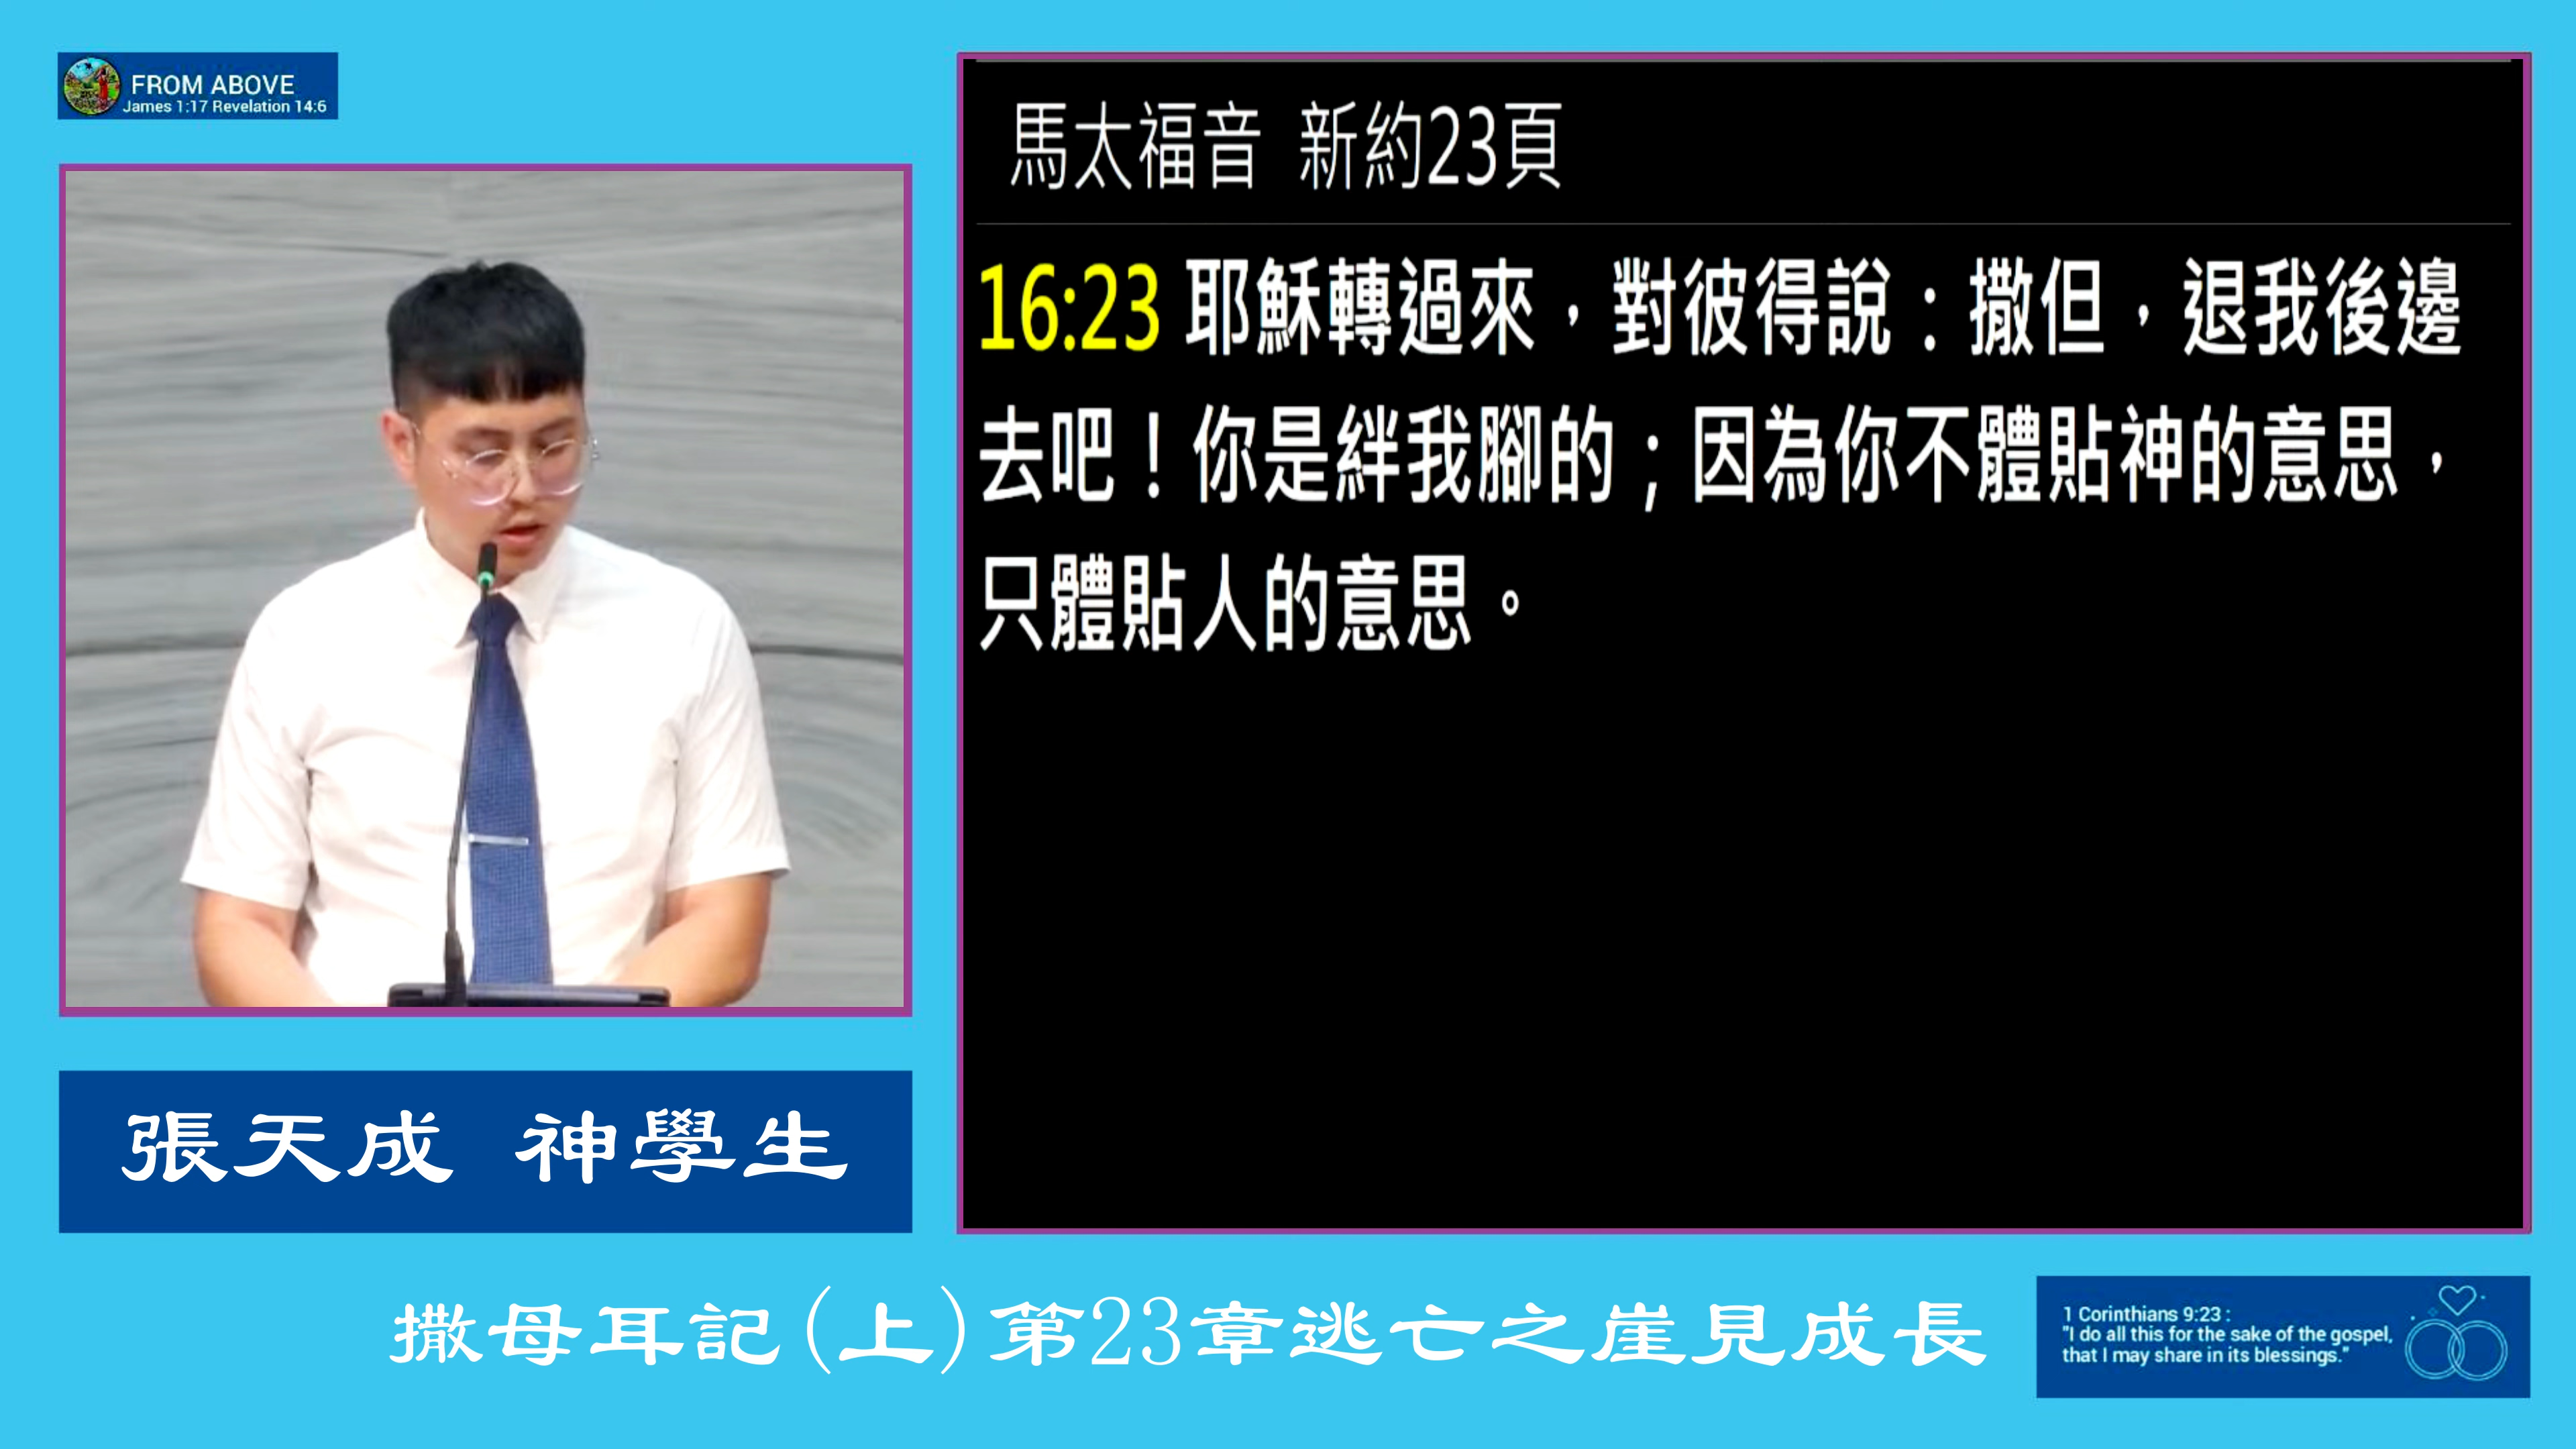 FROM ABOVE
James 1:17 Revelation 14:6
馬太福音 新約23頁
16:23 耶穌轉過來，對彼得說：撒但，退我後邊
去吧！你是絆我腳的；因為你不體貼神的意思，
只體貼人的意思。
張天成 神學生
撒母耳記(上)第23章逃亡之崖見成長
1 Corinthians 9:23 :
"I do all this for the sake of the gospel,
that I may share in its blessings."